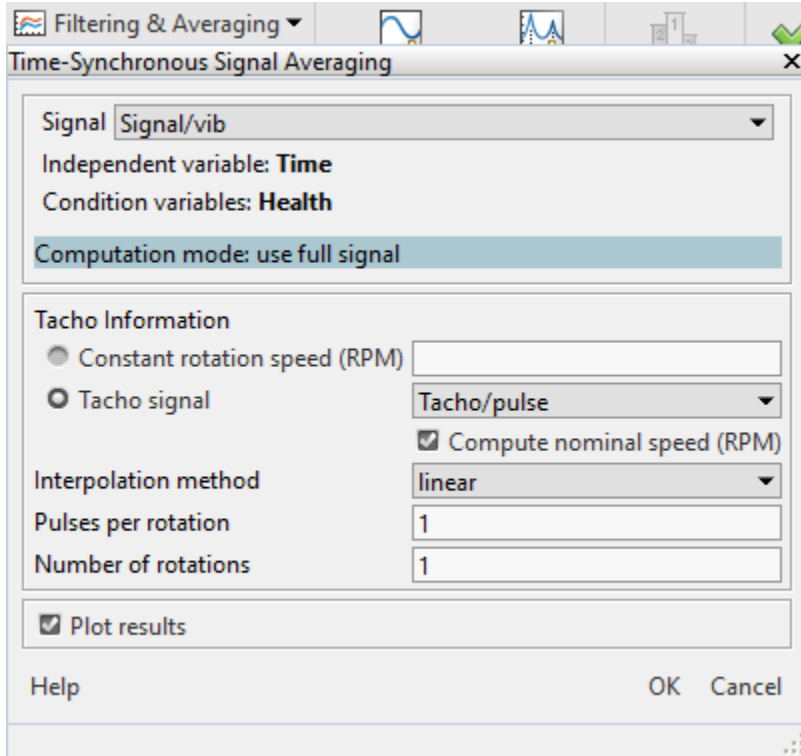 Filtering & Averaging
2 1
Time-Synchronous Signal Averaging
Signal Signal/vib
Independent variable: Time
Condition variables: Health
Computation mode: use full signal
Tacho Information
Constant rotation speed (RPM)
Tacho signal Tacho/pulse
Compute nominal speed (RPM)
Interpolation method linear
Pulses per rotation 1
Number of rotations 1
Plot results
Help OK Cancel